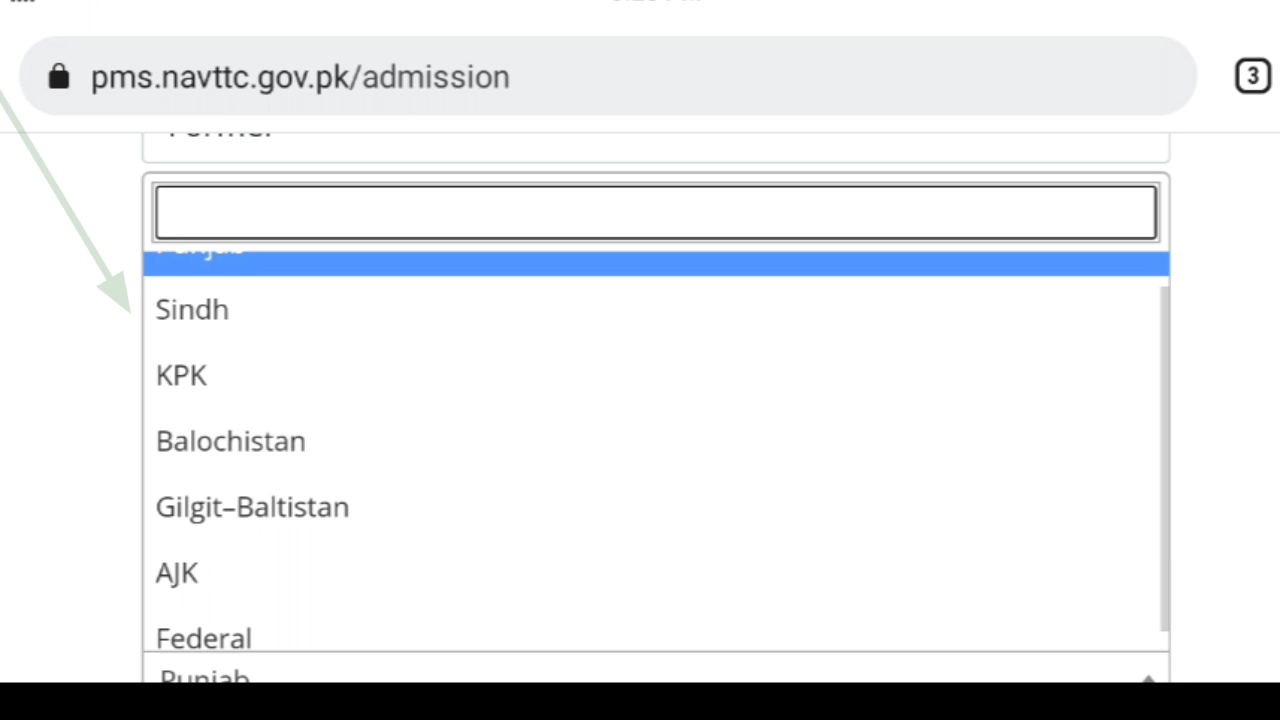 pms.navttc.gov.pk/admission
3
Sindh
KPK
Balochistan
Gilgit–Baltistan
AJK
Federal
Punjab